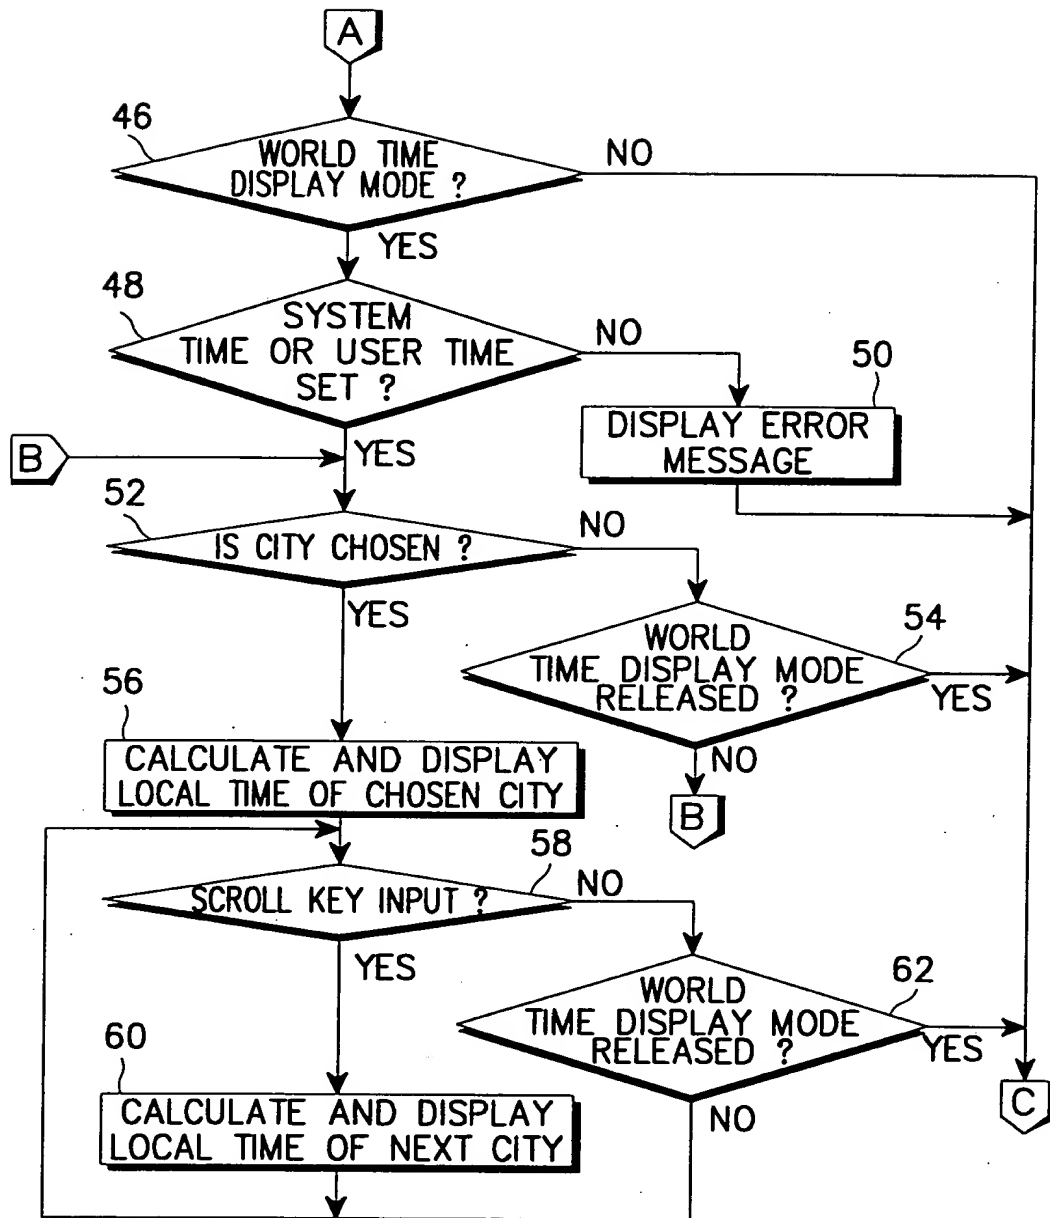 A
46
WORLD TIME
DISPLAY MODE ?
NO
YES
48
SYSTEM
TIME OR USER TIME
SET ?
NO
50
DISPLAY ERROR
MESSAGE
YES
B
52
IS CITY CHOSEN ?
NO
YES
54
WORLD
TIME DISPLAY MODE
RELEASED ?
YES
NO
B
56
CALCULATE AND DISPLAY
LOCAL TIME OF CHOSEN CITY
58
SCROLL KEY INPUT ?
NO
YES
62
WORLD
TIME DISPLAY MODE
RELEASED ?
YES
NO
C
60
CALCULATE AND DISPLAY
LOCAL TIME OF NEXT CITY